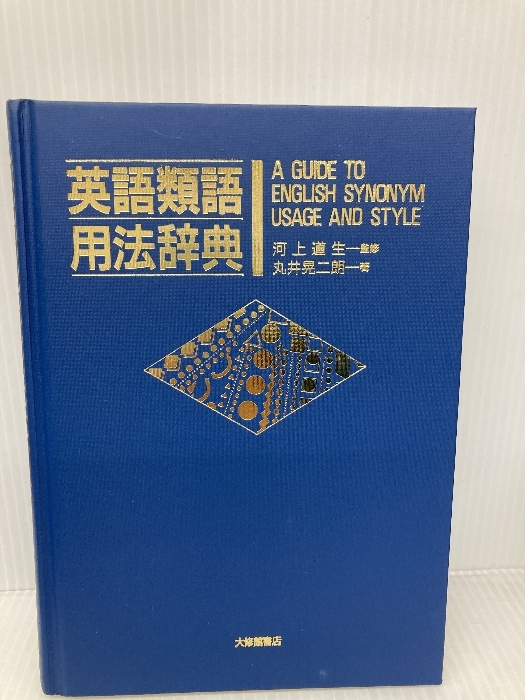 英語類語
用法辞典
A GUIDE TO
ENGLISH SYNONYM
USAGE AND STYLE
河上道生―監修
丸井晃二朗―著
大修館書店